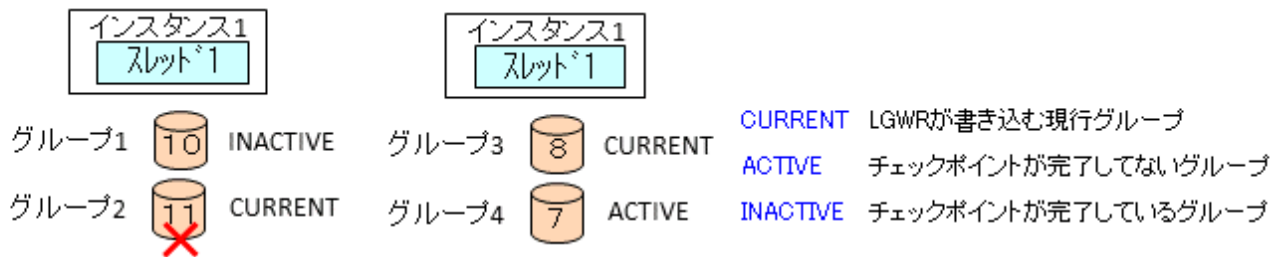 インスタンス1
スレッド1
グループ1 10 INACTIVE
グループ2 11 CURRENT
インスタンス1
スレッド1
グループ3 8 CURRENT
グループ4 7 ACTIVE
CURRENT LGWRが書き込む現行グループ
ACTIVE チェックポイントが完了してないグループ
INACTIVE チェックポイントが完了しているグループ